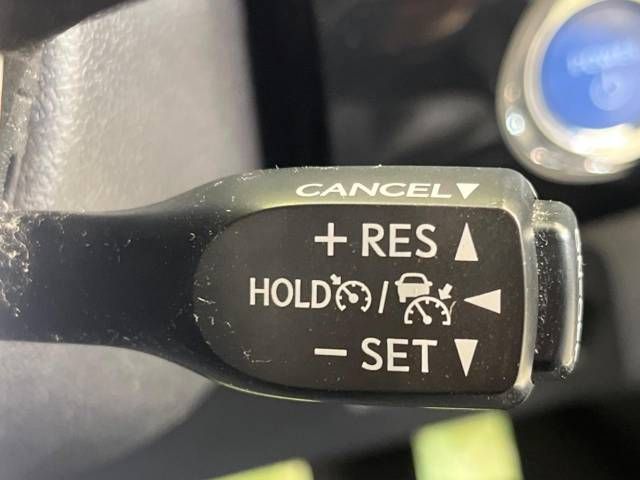 CANCEL▼
+ RES ▲
HOLD / ◀
− SET ▼